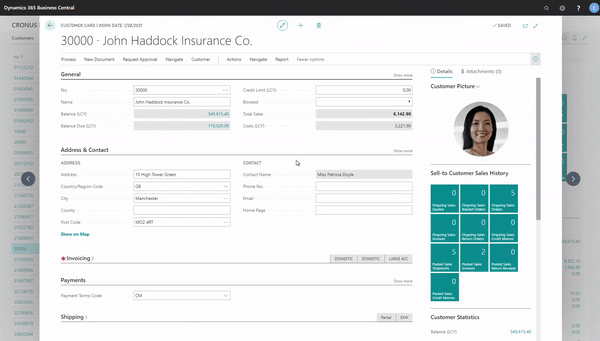 Dynamics 365 Business Central
CUSTOMER CARD | WORK DATE: 1/28/2021
SAVED
30000 · John Haddock Insurance Co.
CRONUS
Customers
Process New Document Request Approval Navigate Customer Actions Navigate Report Fewer options
General
Show more
No. 30000
Credit Limit (LCY) 0.00
Name John Haddock Insurance Co.
Blocked
Balance (LCY) 349,615.40
Total Sales 6,142.90
Balance Due (LCY)
Costs (LCY) 2,221.90
Address & Contact
Show more
ADDRESS
CONTACT
Address 10 High Tower Green
Contact Name Miss Patricia Doyle
Country/Region Code GB
Phone No.
City Manchester
Email
County
Home Page
Post Code MO2 4RT
Show on Map
Invoicing
DOMESTIC DOMESTIC LARGE ACC
Payments
Show more
Payment Terms Code CM
Shipping
Partial EXW
Details Attachments (0)
Customer Picture
Sell-to Customer Sales History
0 0 5
Ongoing Sales Quotes
Ongoing Sales Blanket Orders
Ongoing Sales Orders
0 0 0
Ongoing Sales Invoices
Ongoing Sales Return Orders
Ongoing Sales Credit Memos
5 2 0
Posted Sales Shipments
Posted Sales Invoices
Posted Sales Return Receipts
0
Posted Sales Credit Memos
Customer Statistics
Balance (LCY) 349,615.40